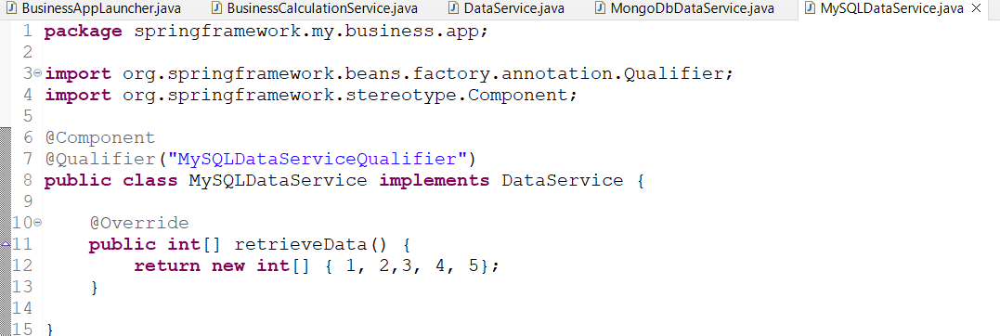 BusinessAppLauncher.java BusinessCalculationService.java DataService.java MongoDbDataService.java MySQLDataService.java
1 package springframework.my.business.app;
2
3 import org.springframework.beans.factory.annotation.Qualifier;
4 import org.springframework.stereotype.Component;
5
6 @Component
7 @Qualifier("MySQLDataServiceQualifier")
8 public class MySQLDataService implements DataService {
9
10 @Override
11 public int[] retrieveData() {
12 return new int[] { 1, 2,3, 4, 5};
13 }
14
15 }